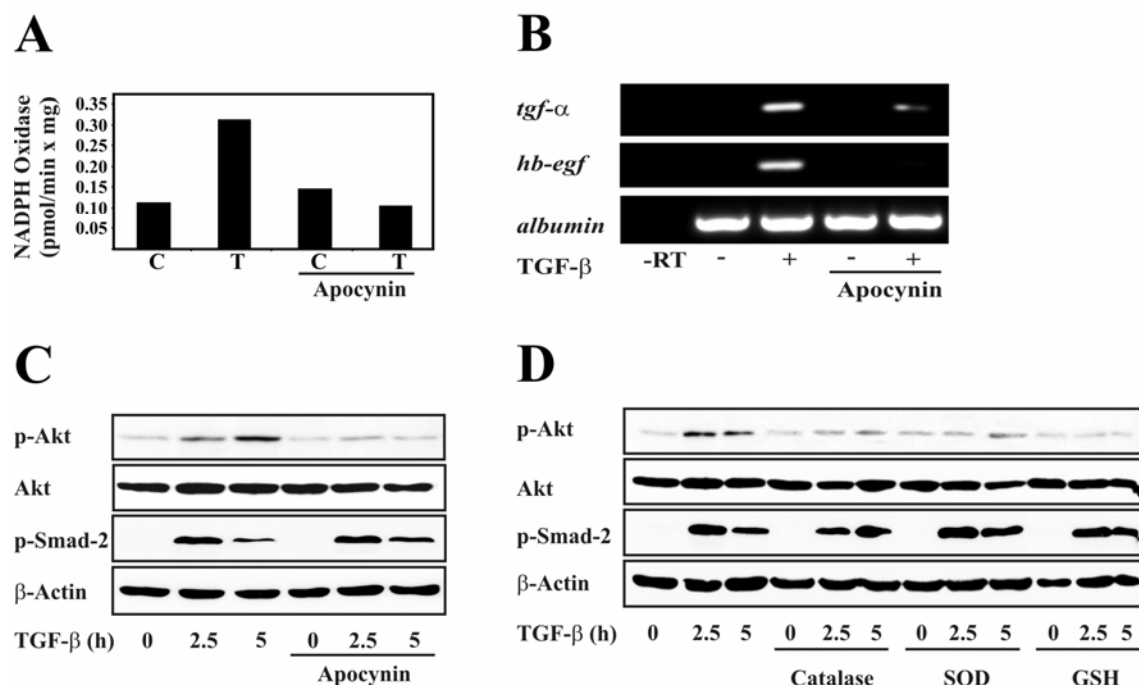 A
NADPH Oxidase
(pmol/min x mg)
0.35
0.30
0.25
0.20
0.15
0.10
0.05
C T C T
Apocynin
B
tgf-α
hb-egf
albumin
TGF-β -RT - + - +
Apocynin
C
p-Akt
Akt
p-Smad-2
β-Actin
TGF-β (h) 0 2.5 5 0 2.5 5
Apocynin
D
p-Akt
Akt
p-Smad-2
β-Actin
TGF-β (h) 0 2.5 5 0 2.5 5 0 2.5 5 0 2.5 5
Catalase SOD GSH